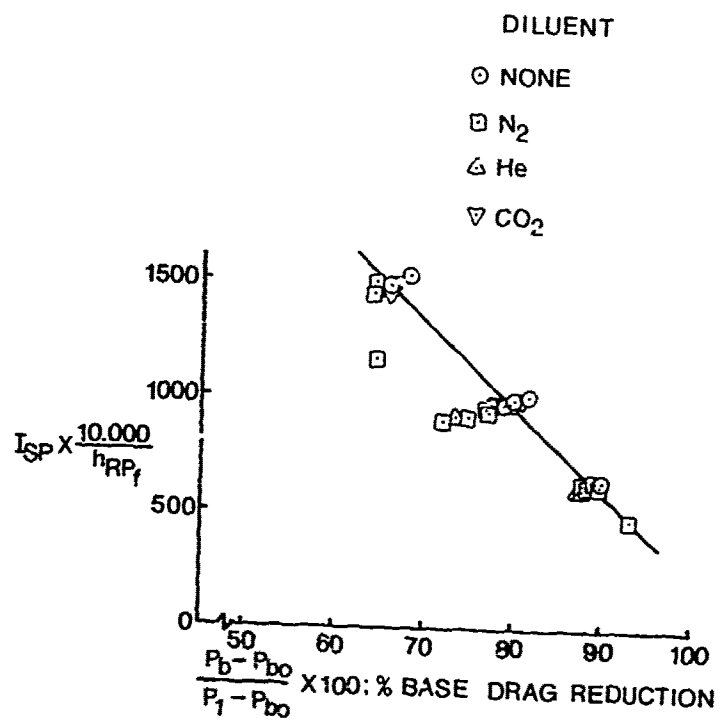 DILUENT
NONE
N2
He
CO2
1500
1000
ISP X 10.000 / hRPf
500
0
50 60 70 80 90 100
Pb - Pbo / P1 - Pbo X 100: % BASE DRAG REDUCTION